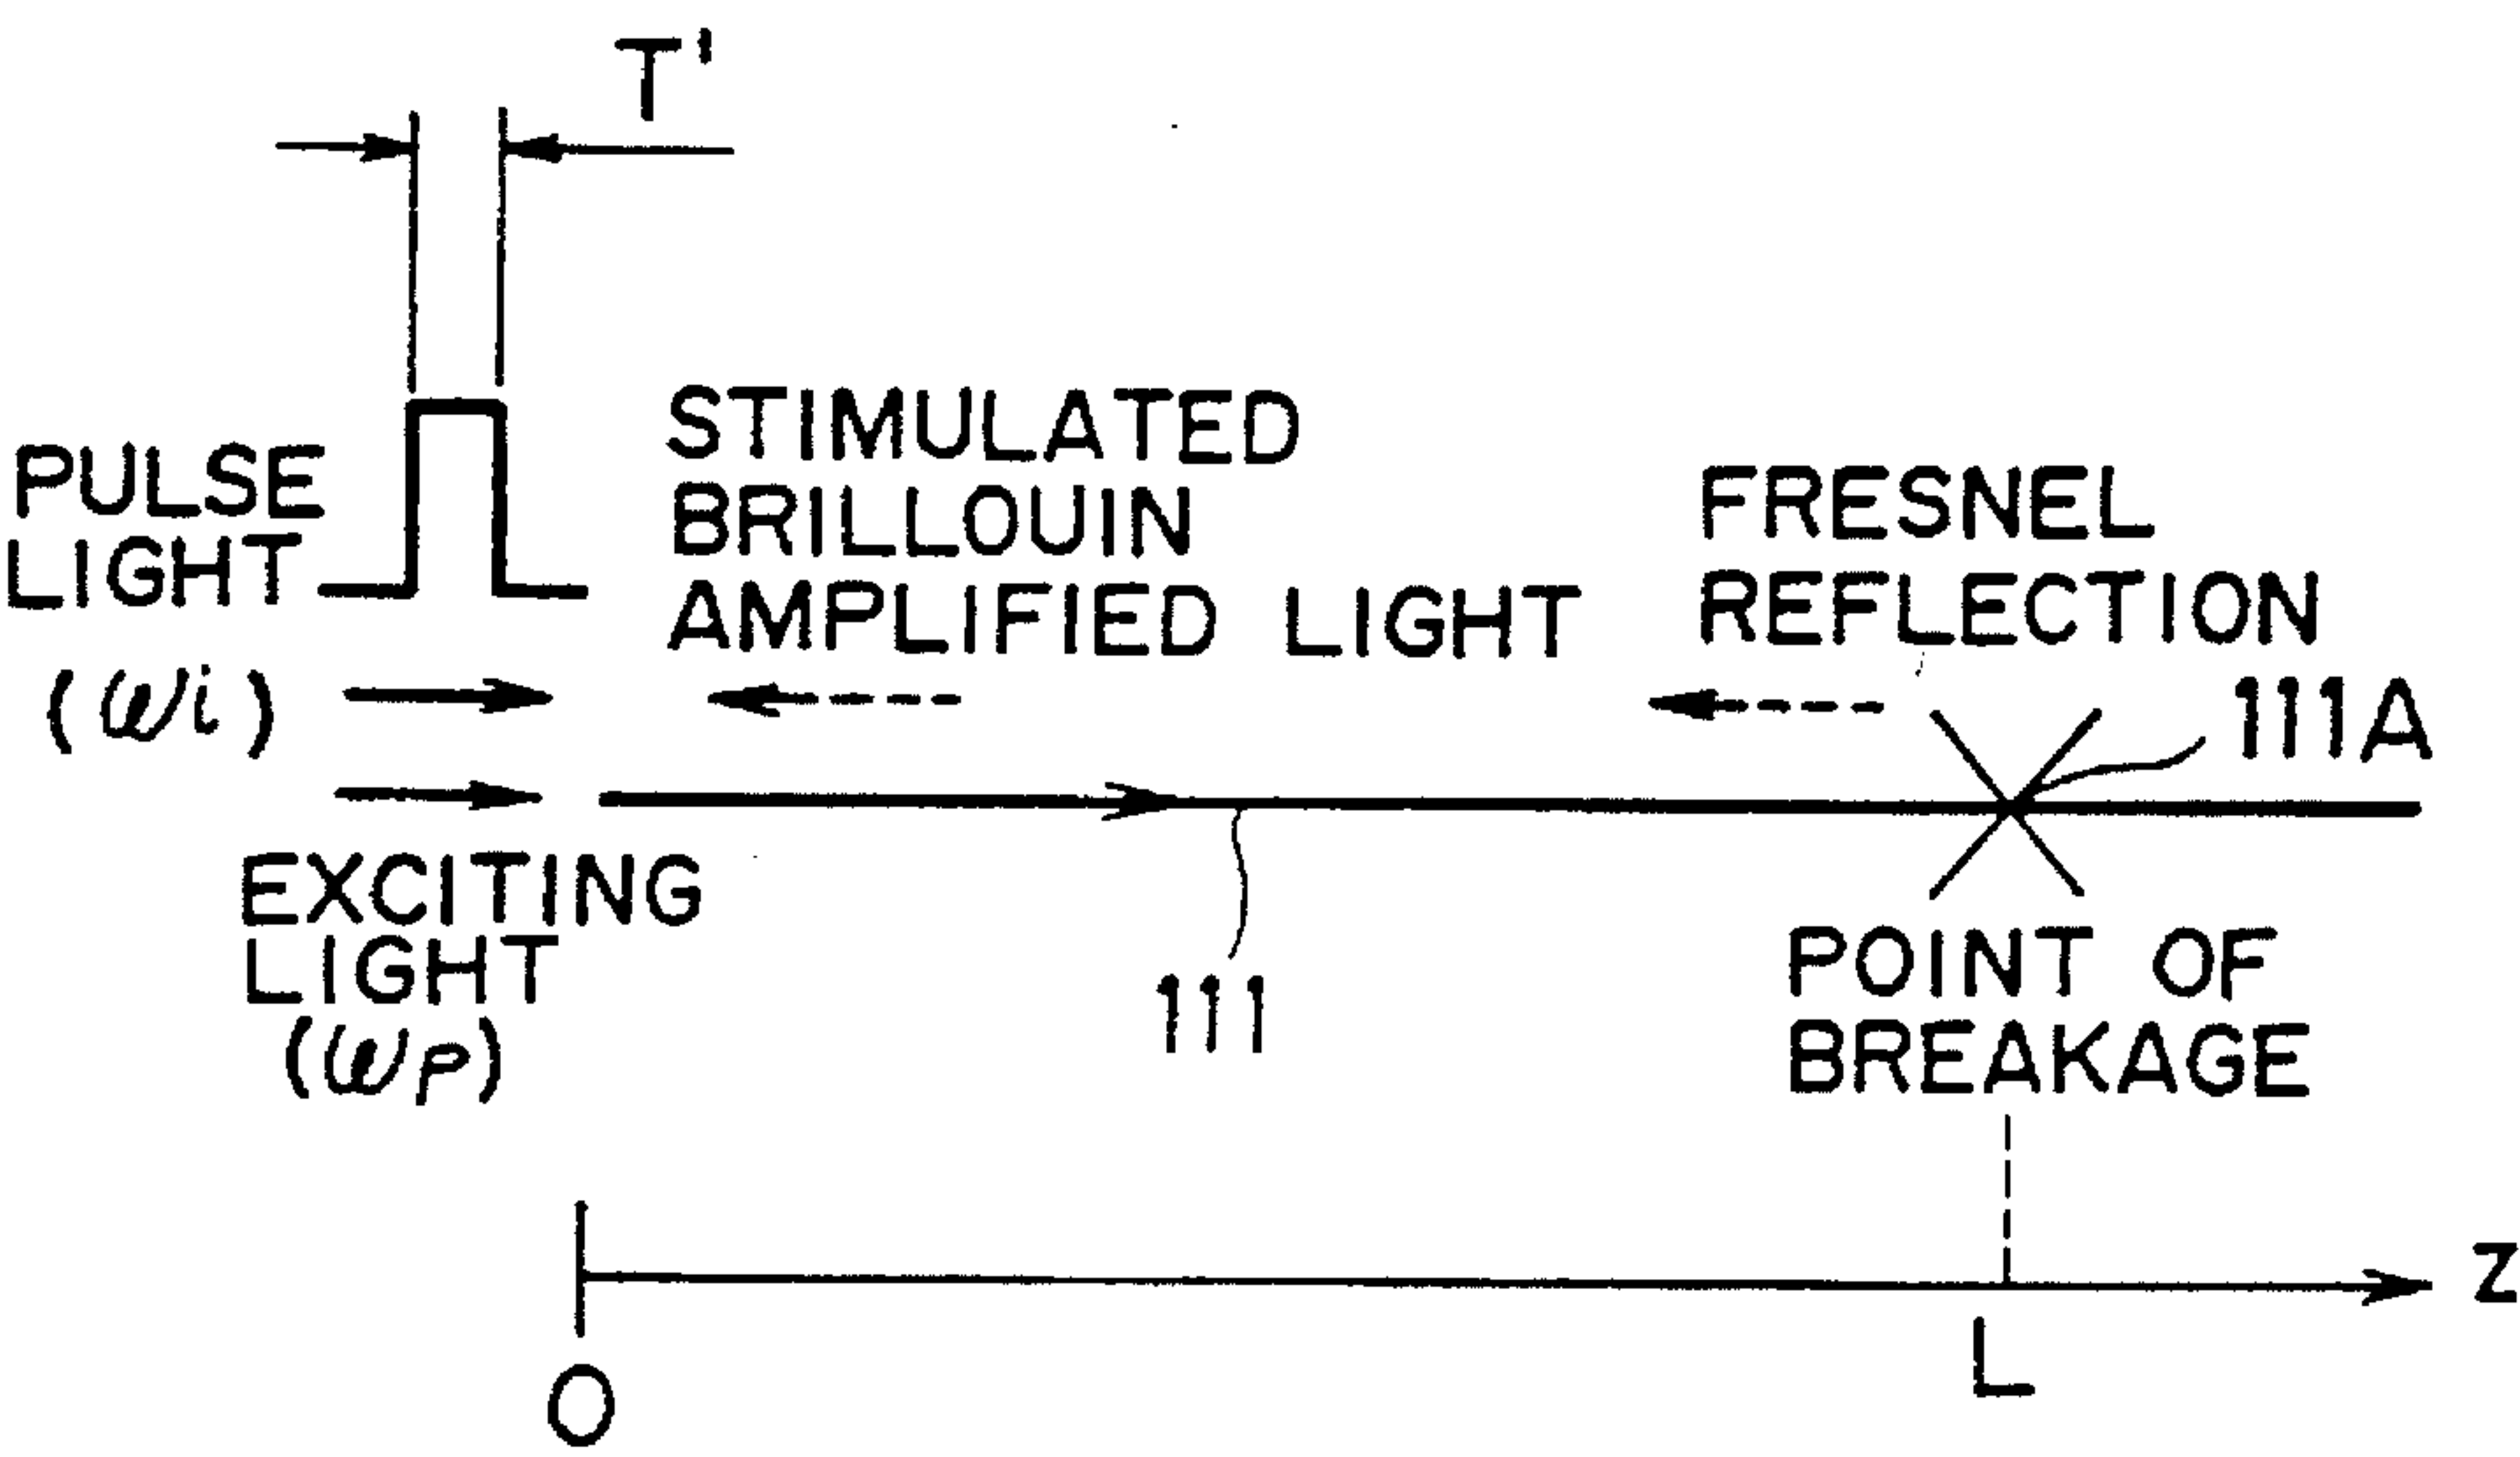 T'
PULSE
LIGHT
(ωi)
STIMULATED
BRILLOUIN
AMPLIFIED LIGHT
FRESNEL
REFLECTION
111A
EXCITING
LIGHT
(ωp)
111
POINT OF
BREAKAGE
Z
O
L